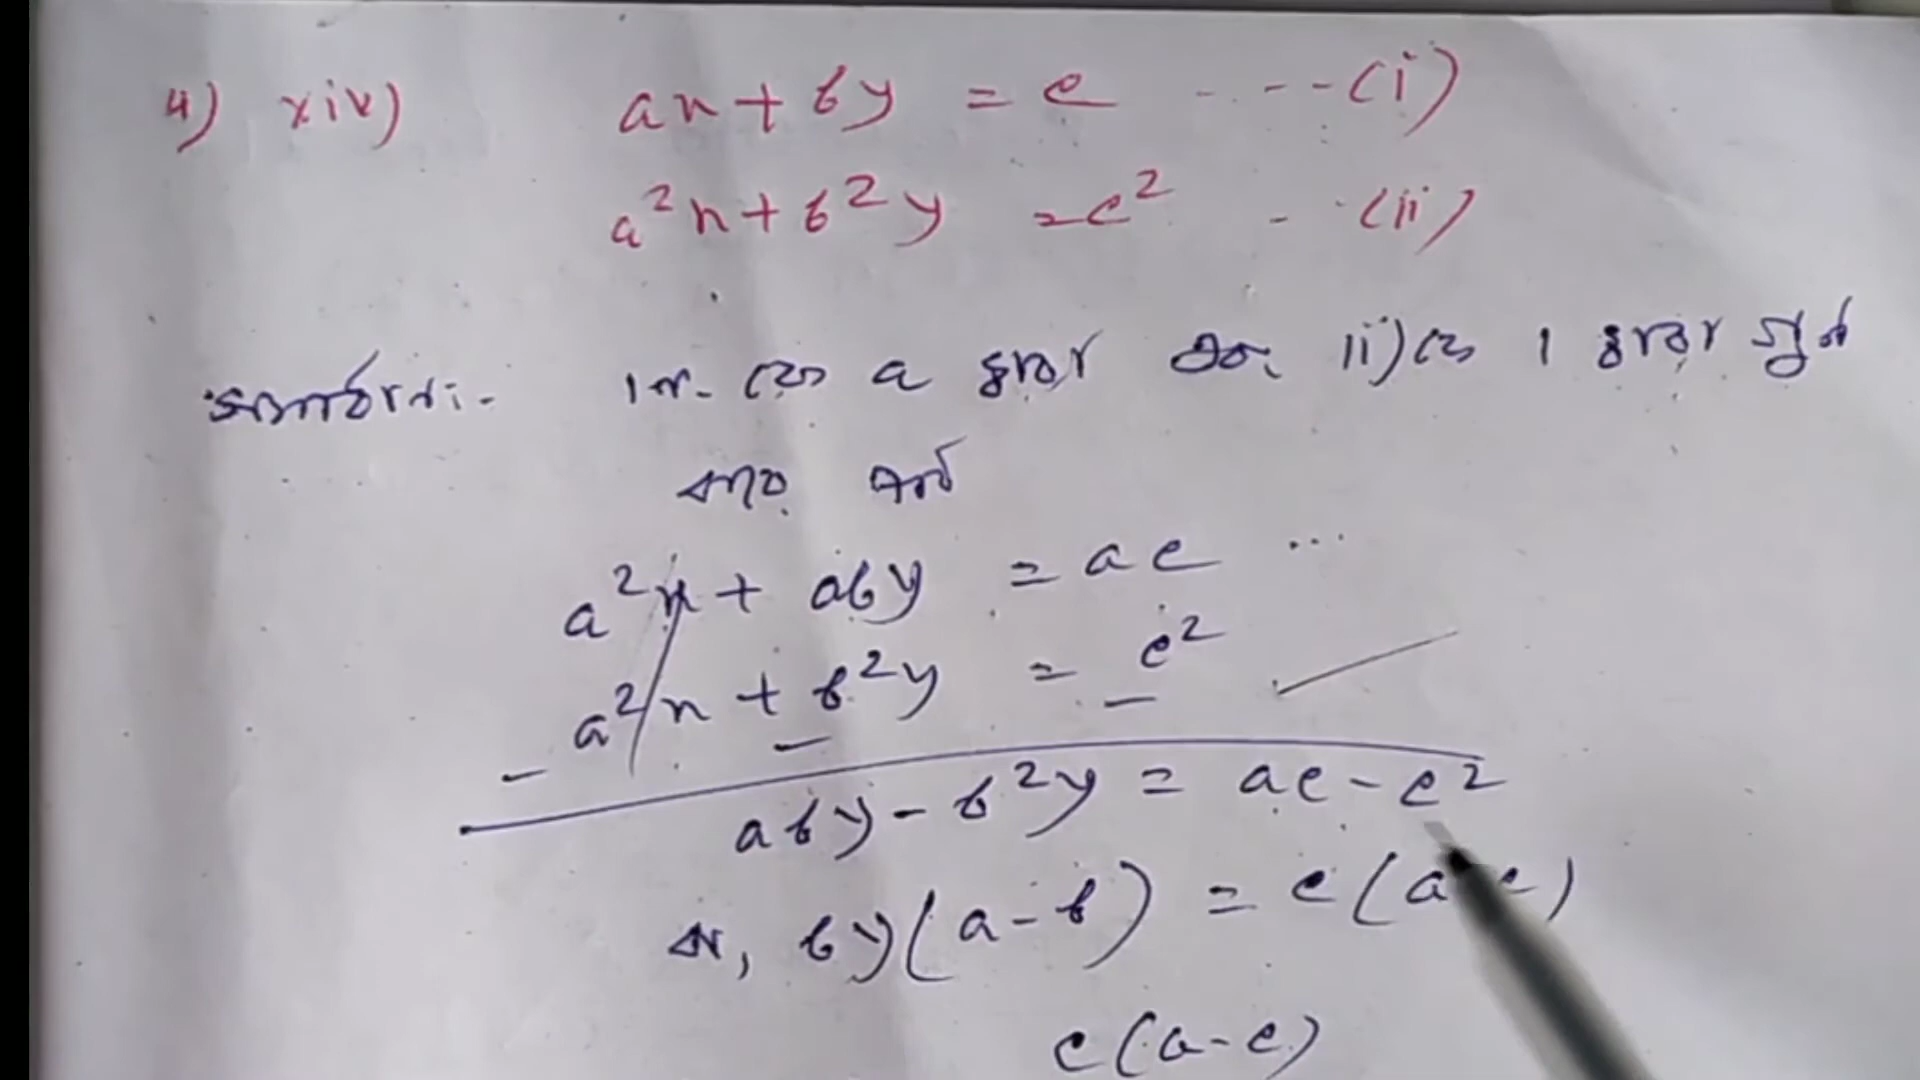 4) xiv) ax + by = c - - - - (i)
a²x + b²y = c² - - (ii)
সমাধানঃ- (i) নং কে a দ্বারা এবং ii) কে 1 দ্বারা গুন
করে পাই
a²x + aby = ac ...
a²x + b²y = c²
- - -
aby - b²y = ac - c²
বা, by(a-b) = c(a c)
c(a-c)